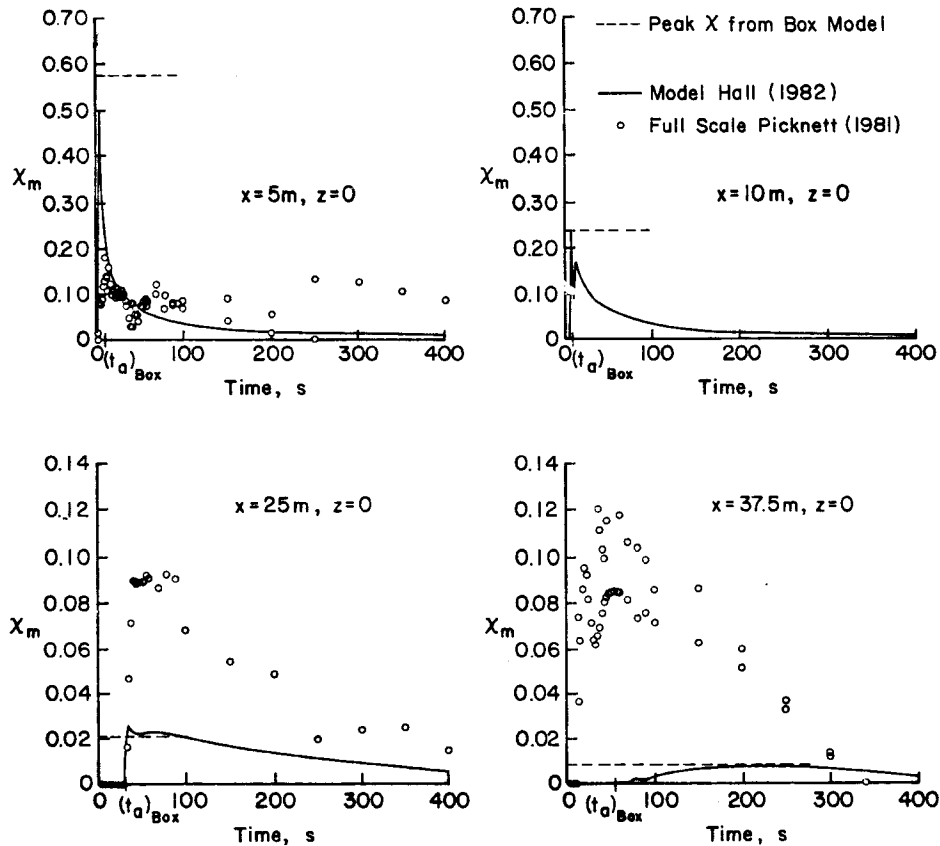 0.70
0.60
0.50
0.40
χm
0.30
0.20
0.10
0
x=5m, z=0
0 (ta)Box 100 200 300 400
Time, s
0.70
0.60
0.50
0.40
χm
0.30
0.20
0.10
0
Peak χ from Box Model
Model Hall (1982)
Full Scale Picknett (1981)
x=10m, z=0
0 (ta)Box 100 200 300 400
Time, s
0.14
0.12
0.10
0.08
χm
0.06
0.04
0.02
0
x=25m, z=0
0 (ta)Box 100 200 300 400
Time, s
0.14
0.12
0.10
0.08
χm
0.06
0.04
0.02
0
x=37.5m, z=0
0 (ta)Box 100 200 300 400
Time, s